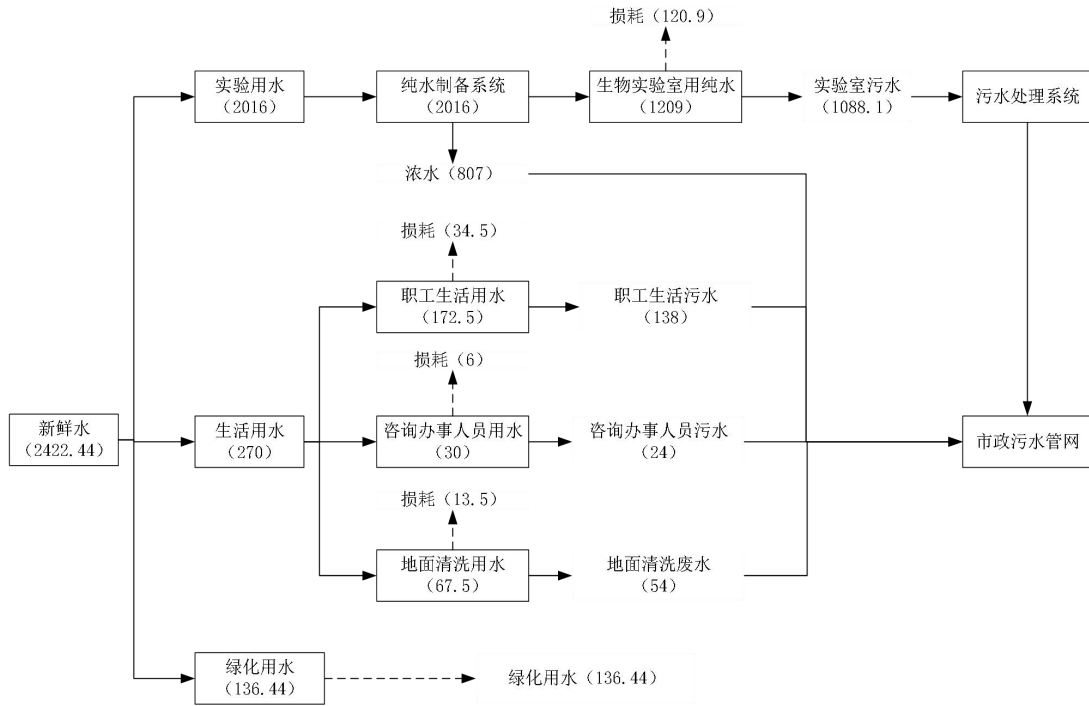 损耗（120.9）
实验用水
（2016）
纯水制备系统
（2016）
生物实验室用纯水
（1209）
实验室污水
（1088.1）
污水处理系统
浓水（807）
损耗（34.5）
职工生活用水
（172.5）
职工生活污水
（138）
损耗（6）
新鲜水
（2422.44）
生活用水
（270）
咨询办事人员用水
（30）
咨询办事人员污水
（24）
市政污水管网
损耗（13.5）
地面清洗用水
（67.5）
地面清洗废水
（54）
绿化用水
（136.44）
绿化用水（136.44）